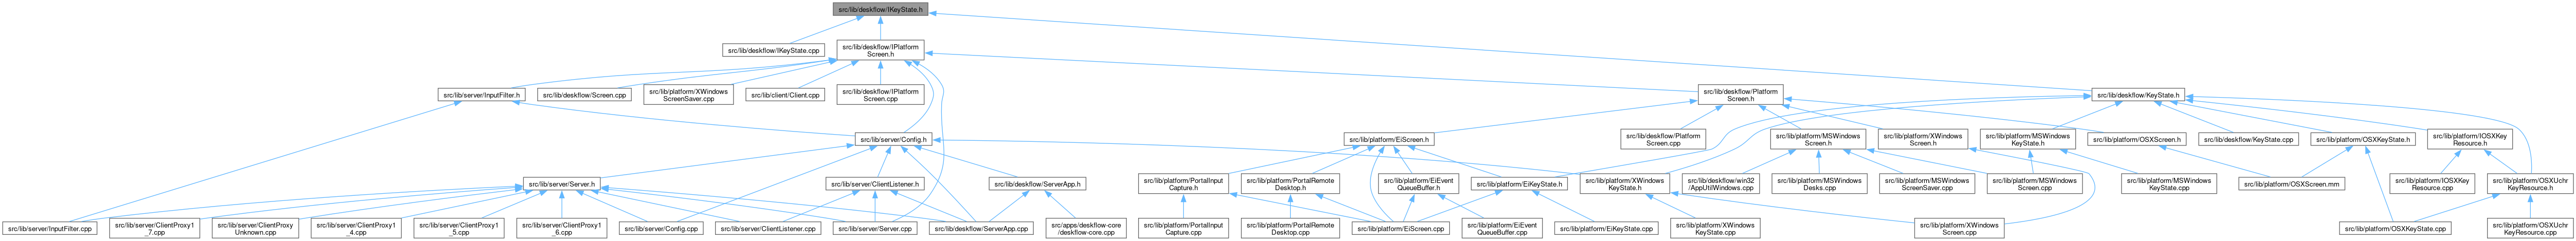 src/lib/deskflow/IKeyState.h
src/lib/deskflow/IKeyState.cpp
src/lib/deskflow/IPlatform
Screen.h
src/lib/server/InputFilter.h
src/lib/deskflow/Screen.cpp
src/lib/platform/XWindows
ScreenSaver.cpp
src/lib/client/Client.cpp
src/lib/deskflow/IPlatform
Screen.cpp
src/lib/deskflow/Platform
Screen.h
src/lib/deskflow/KeyState.h
src/lib/server/Config.h
src/lib/platform/EiScreen.h
src/lib/deskflow/Platform
Screen.cpp
src/lib/platform/MSWindows
Screen.h
src/lib/platform/XWindows
Screen.h
src/lib/platform/MSWindows
KeyState.h
src/lib/platform/OSXScreen.h
src/lib/deskflow/KeyState.cpp
src/lib/platform/OSXKeyState.h
src/lib/platform/IOSXKey
Resource.h
src/lib/server/Server.h
src/lib/server/ClientListener.h
src/lib/deskflow/ServerApp.h
src/lib/platform/PortalInput
Capture.h
src/lib/platform/PortalRemote
Desktop.h
src/lib/platform/EiEvent
QueueBuffer.h
src/lib/platform/EiKeyState.h
src/lib/platform/XWindows
KeyState.h
src/lib/deskflow/win32
/AppUtilWindows.cpp
src/lib/platform/MSWindows
Desks.cpp
src/lib/platform/MSWindows
ScreenSaver.cpp
src/lib/platform/MSWindows
Screen.cpp
src/lib/platform/MSWindows
KeyState.cpp
src/lib/platform/OSXScreen.mm
src/lib/platform/IOSXKey
Resource.cpp
src/lib/platform/OSXUchr
KeyResource.h
src/lib/server/InputFilter.cpp
src/lib/server/ClientProxy1
_7.cpp
src/lib/server/ClientProxy
Unknown.cpp
src/lib/server/ClientProxy1
_4.cpp
src/lib/server/ClientProxy1
_5.cpp
src/lib/server/ClientProxy1
_6.cpp
src/lib/server/Config.cpp
src/lib/server/ClientListener.cpp
src/lib/server/Server.cpp
src/lib/deskflow/ServerApp.cpp
src/apps/deskflow-core
/deskflow-core.cpp
src/lib/platform/PortalInput
Capture.cpp
src/lib/platform/PortalRemote
Desktop.cpp
src/lib/platform/EiScreen.cpp
src/lib/platform/EiEvent
QueueBuffer.cpp
src/lib/platform/EiKeyState.cpp
src/lib/platform/XWindows
KeyState.cpp
src/lib/platform/XWindows
Screen.cpp
src/lib/platform/OSXKeyState.cpp
src/lib/platform/OSXUchr
KeyResource.cpp